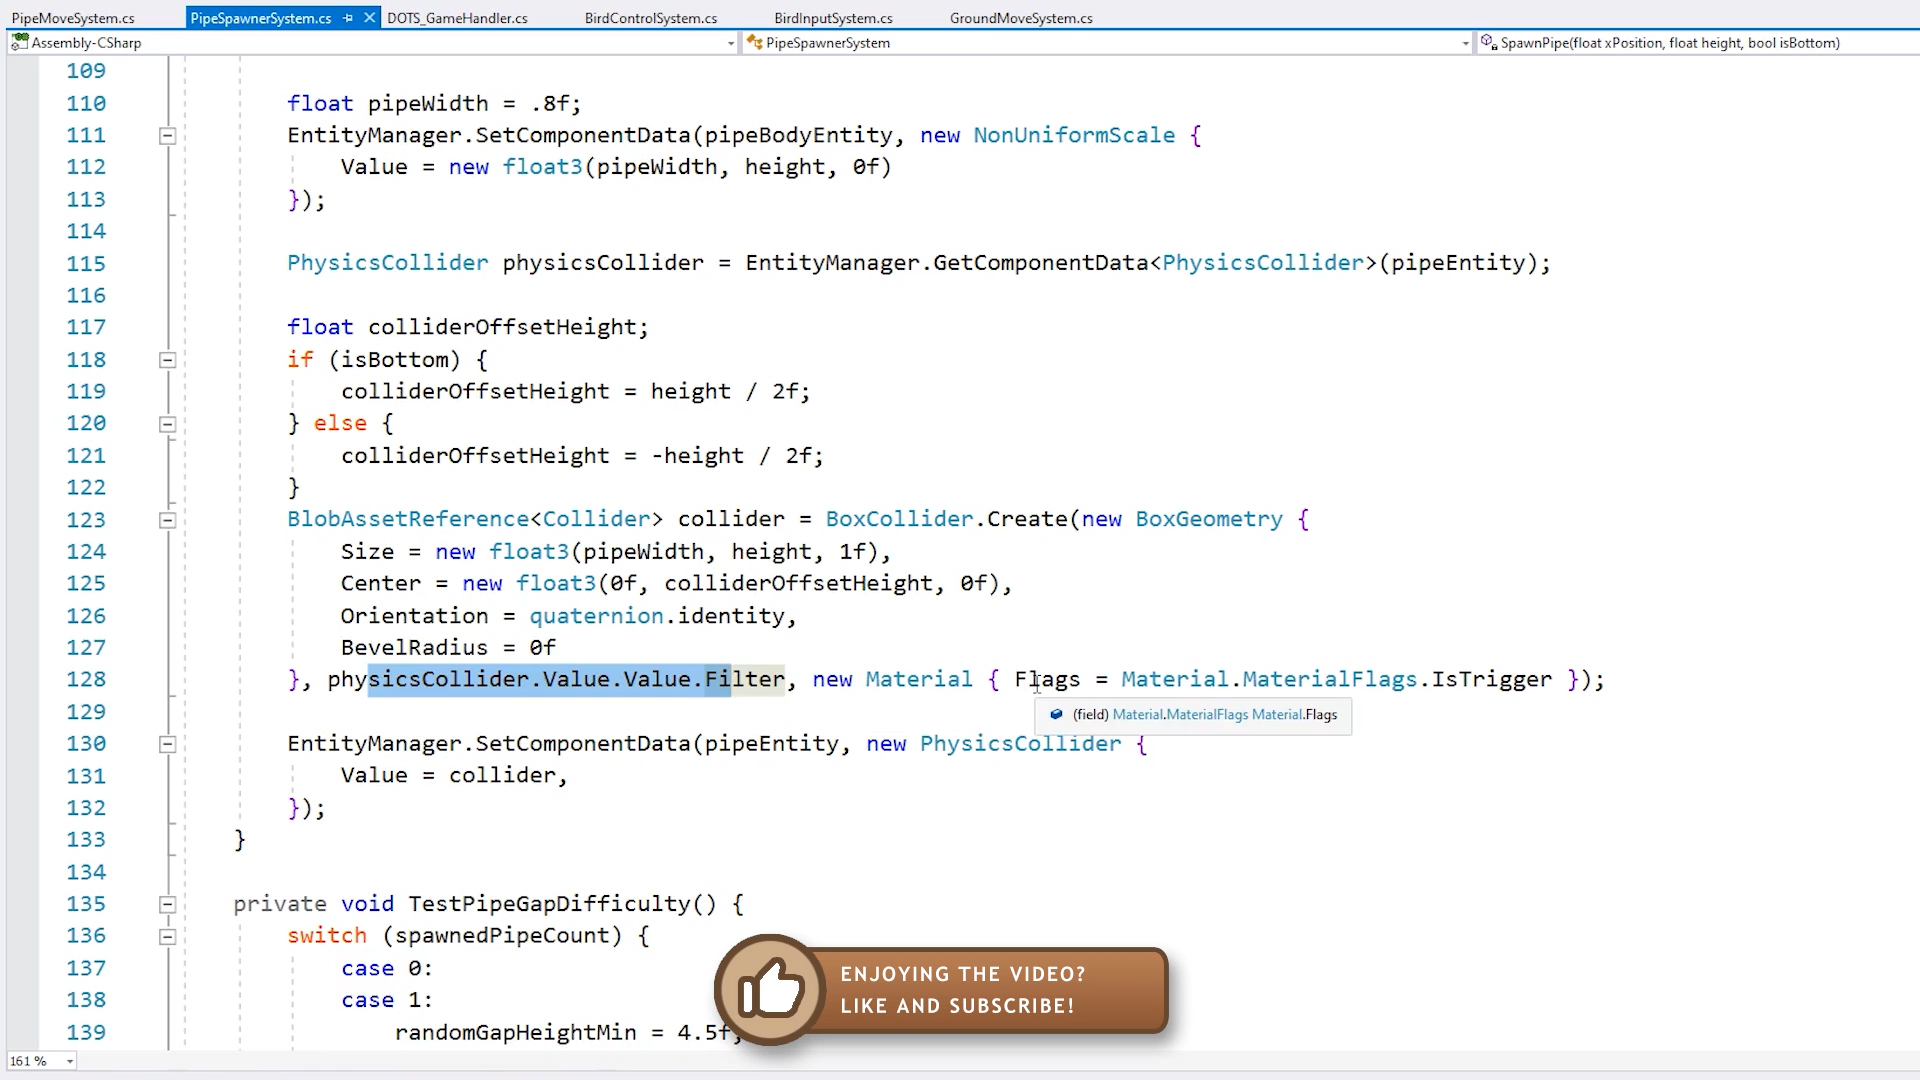 PipeMoveSystem.cs PipeSpawnerSystem.cs DOTS_GameHandler.cs BirdControlSystem.cs BirdInputSystem.cs GroundMoveSystem.cs
Assembly-CSharp PipeSpawnerSystem SpawnPipe(float xPosition, float height, bool isBottom)
109
110 float pipeWidth = .8f;
111 EntityManager.SetComponentData(pipeBodyEntity, new NonUniformScale {
112 Value = new float3(pipeWidth, height, 0f)
113 });
114
115 PhysicsCollider physicsCollider = EntityManager.GetComponentData<PhysicsCollider>(pipeEntity);
116
117 float colliderOffsetHeight;
118 if (isBottom) {
119 colliderOffsetHeight = height / 2f;
120 } else {
121 colliderOffsetHeight = -height / 2f;
122 }
123 BlobAssetReference<Collider> collider = BoxCollider.Create(new BoxGeometry {
124 Size = new float3(pipeWidth, height, 1f),
125 Center = new float3(0f, colliderOffsetHeight, 0f),
126 Orientation = quaternion.identity,
127 BevelRadius = 0f
128 }, physicsCollider.Value.Value.Filter, new Material { Flags = Material.MaterialFlags.IsTrigger });
129 (field) Material.MaterialFlags Material.Flags
130 EntityManager.SetComponentData(pipeEntity, new PhysicsCollider {
131 Value = collider,
132 });
133 }
134
135 private void TestPipeGapDifficulty() {
136 switch (spawnedPipeCount) {
137 case 0:
138 case 1:
139 randomGapHeightMin = 4.5f;
ENJOYING THE VIDEO?
LIKE AND SUBSCRIBE!
161 %